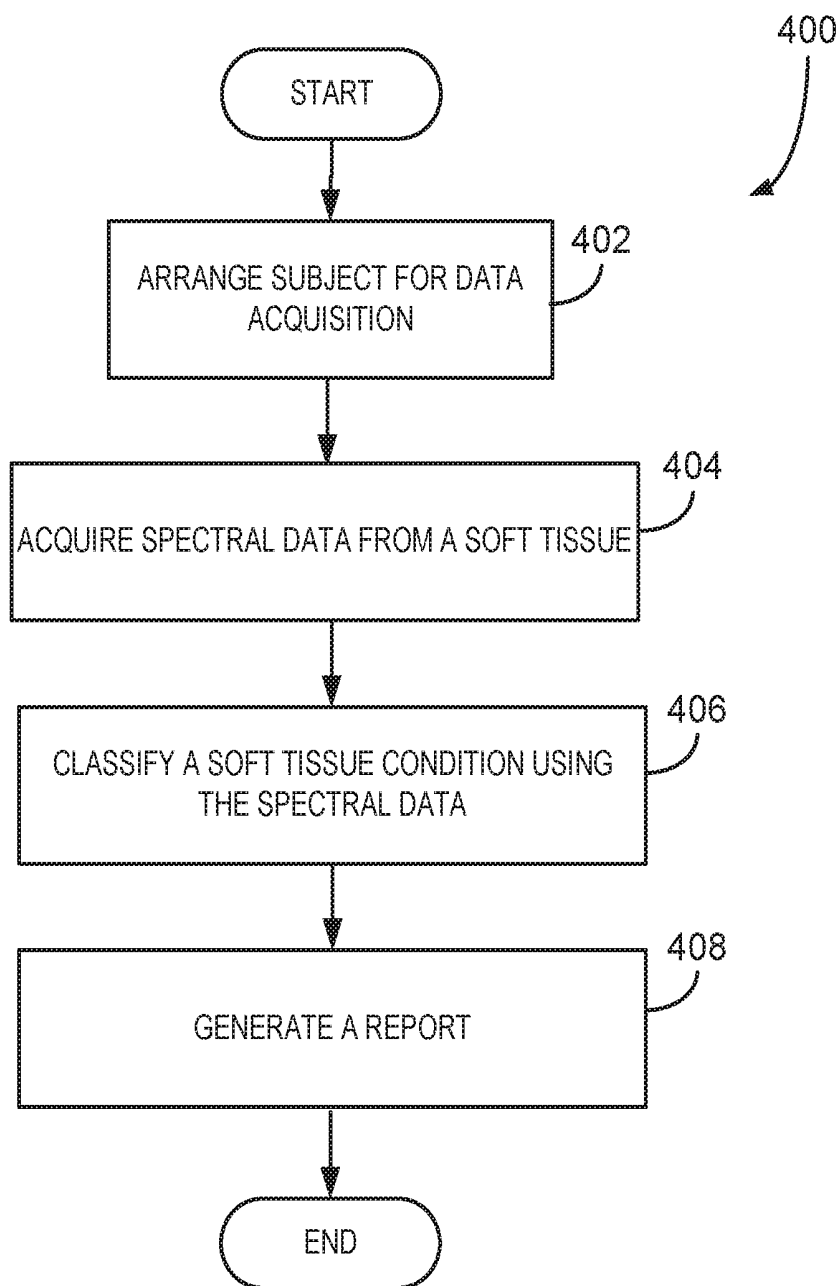 400
START
402
ARRANGE SUBJECT FOR DATA
ACQUISITION
404
ACQUIRE SPECTRAL DATA FROM A SOFT TISSUE
406
CLASSIFY A SOFT TISSUE CONDITION USING
THE SPECTRAL DATA
408
GENERATE A REPORT
END